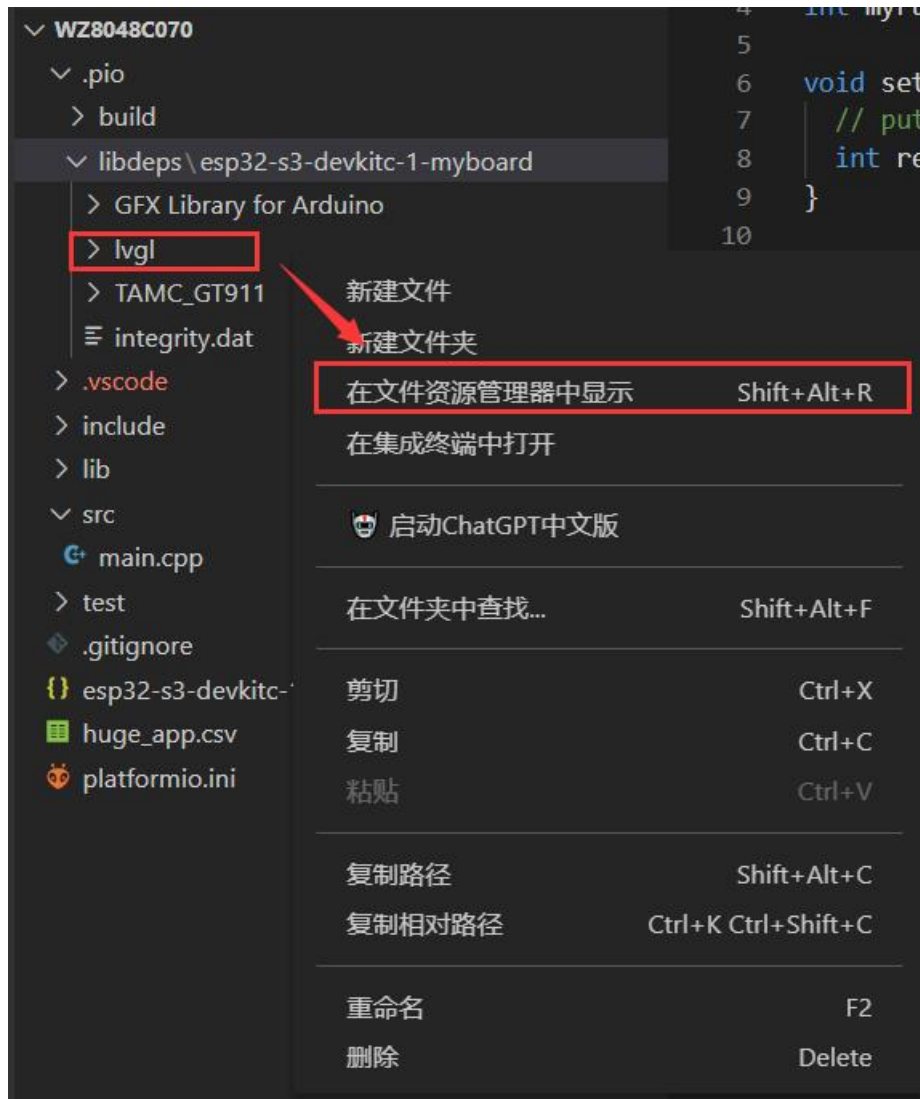 WZ8048C070
.pio
build
libdeps\esp32-s3-devkitc-1-myboard
GFX Library for Arduino
lvgl
TAMC_GT911
integrity.dat
.vscode
include
lib
src
main.cpp
test
.gitignore
esp32-s3-devkitc-
huge_app.csv
platformio.ini
4 int
5
6 void set
7 // put
8 int re
9 }
10
新建文件
新建文件夹
在文件资源管理器中显示 Shift+Alt+R
在集成终端中打开
启动ChatGPT中文版
在文件夹中查找... Shift+Alt+F
剪切 Ctrl+X
复制 Ctrl+C
粘贴 Ctrl+V
复制路径 Shift+Alt+C
复制相对路径 Ctrl+K Ctrl+Shift+C
重命名 F2
删除 Delete